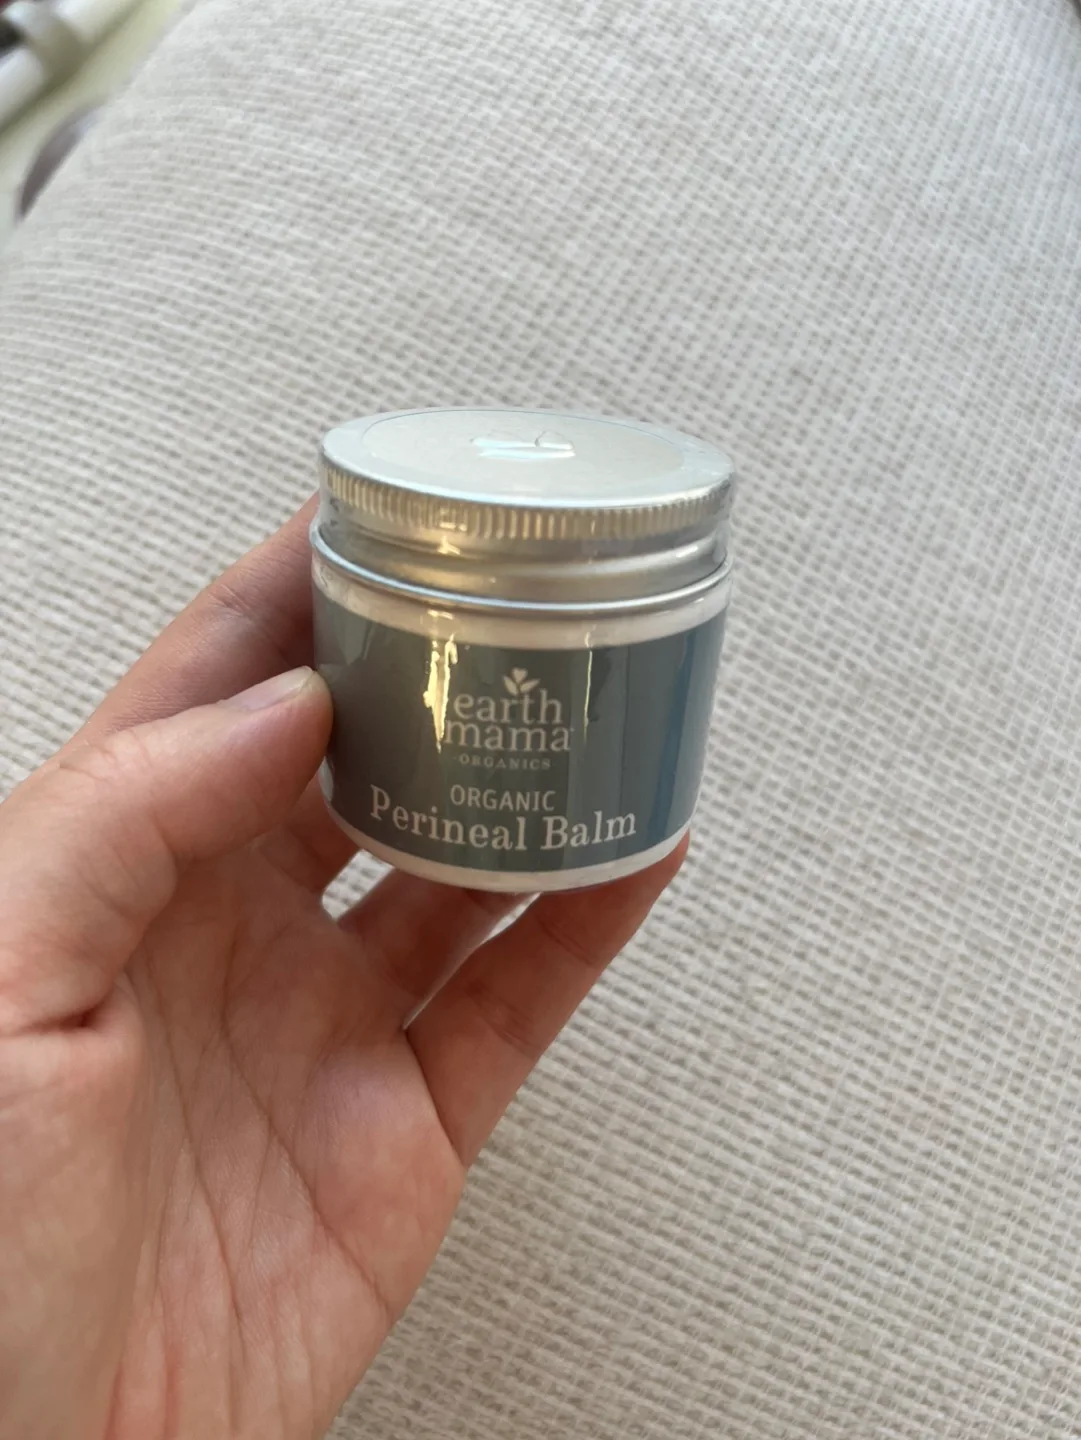 earth
mama
ORGANICS
ORGANIC
Perineal Balm